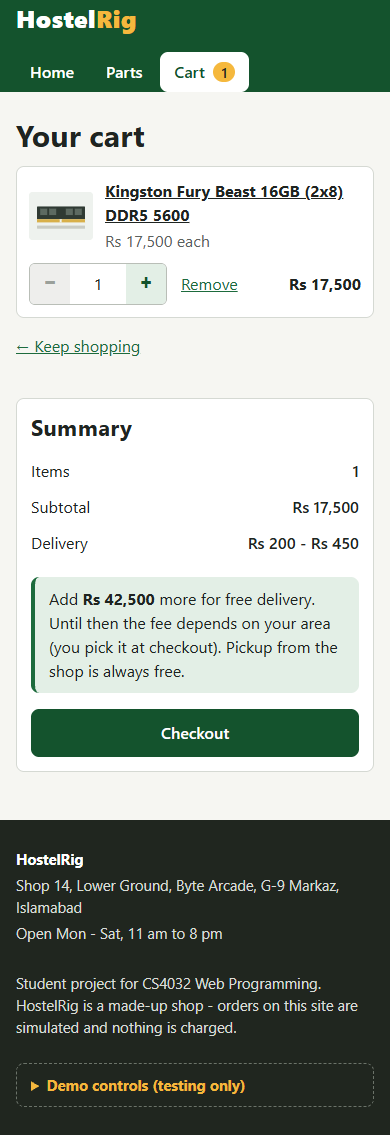 HostelRig
Home Parts Cart 1
Your cart
Kingston Fury Beast 16GB (2x8)
DDR5 5600
Rs 17,500 each
− 1 + Remove Rs 17,500
← Keep shopping
Summary
Items 1
Subtotal Rs 17,500
Delivery Rs 200 - Rs 450
Add Rs 42,500 more for free delivery.
Until then the fee depends on your area
(you pick it at checkout). Pickup from the
shop is always free.
Checkout
HostelRig
Shop 14, Lower Ground, Byte Arcade, G-9 Markaz,
Islamabad
Open Mon - Sat, 11 am to 8 pm
Student project for CS4032 Web Programming.
HostelRig is a made-up shop - orders on this site are
simulated and nothing is charged.
▶ Demo controls (testing only)